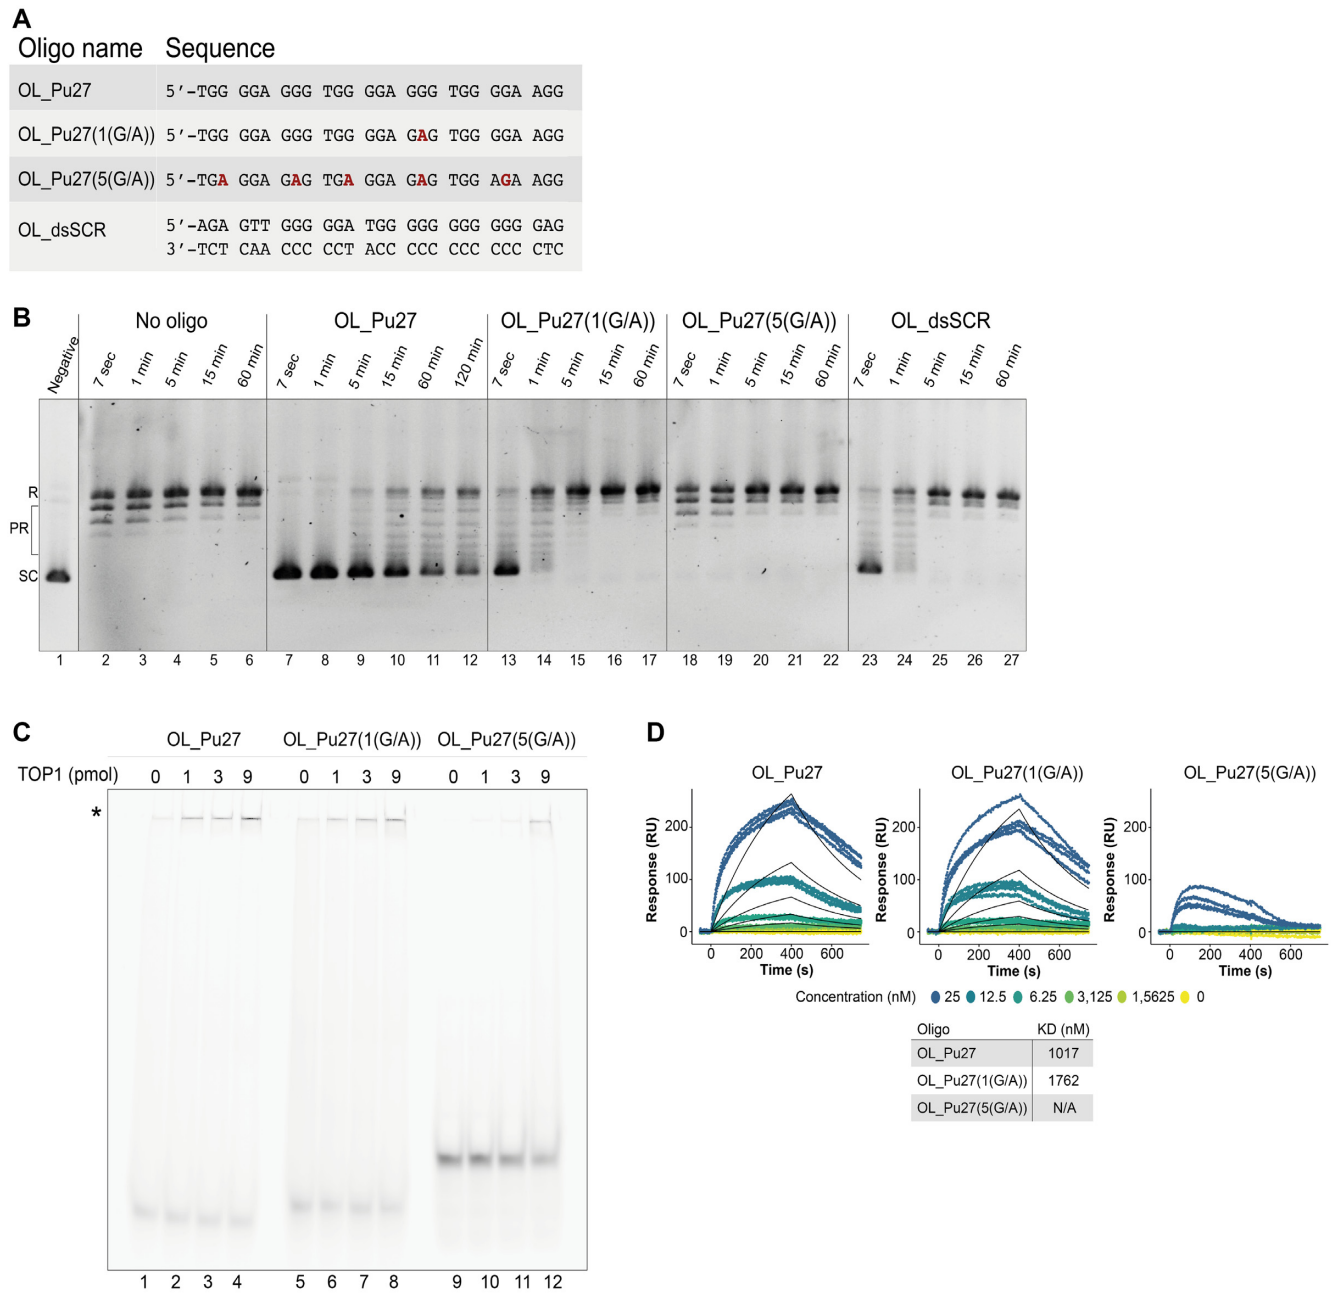 A
Oligo name Sequence
OL_Pu27 5′-TGG GGA GGG TGG GGA GGG TGG GGA AGG
OL_Pu27(1(G/A)) 5′-TGG GGA GGG TGG GGA GAG TGG GGA AGG
OL_Pu27(5(G/A)) 5′-TGA GGA GAG TGA GGA GAG TGG AGA AGG
OL_dsSCR
5′-AGA GTT GGG GGA TGG GGG GGG GGG GAG
3′-TCT CAA CCC CCT ACC CCC CCC CCC CTC
B
No oligo OL_Pu27 OL_Pu27(1(G/A)) OL_Pu27(5(G/A)) OL_dsSCR
Negative 7 sec 1 min 5 min 15 min 60 min 7 sec 1 min 5 min 15 min 60 min 120 min 7 sec 1 min 5 min 15 min 60 min 7 sec 1 min 5 min 15 min 60 min 7 sec 1 min 5 min 15 min 60 min
R
PR
SC
1 2 3 4 5 6 7 8 9 10 11 12 13 14 15 16 17 18 19 20 21 22 23 24 25 26 27
C
OL_Pu27 OL_Pu27(1(G/A)) OL_Pu27(5(G/A))
TOP1 (pmol) 0 1 3 9 0 1 3 9 0 1 3 9
*
1 2 3 4 5 6 7 8 9 10 11 12
D
OL_Pu27 OL_Pu27(1(G/A)) OL_Pu27(5(G/A))
Response (RU) Response (RU) Response (RU)
200 200 200
100 100 100
0 0 0
0 200 400 600 0 200 400 600 0 200 400 600
Time (s) Time (s) Time (s)
Concentration (nM) 25 12.5 6.25 3,125 1,5625 0
Oligo KD (nM)
OL_Pu27 1017
OL_Pu27(1(G/A)) 1762
OL_Pu27(5(G/A)) N/A